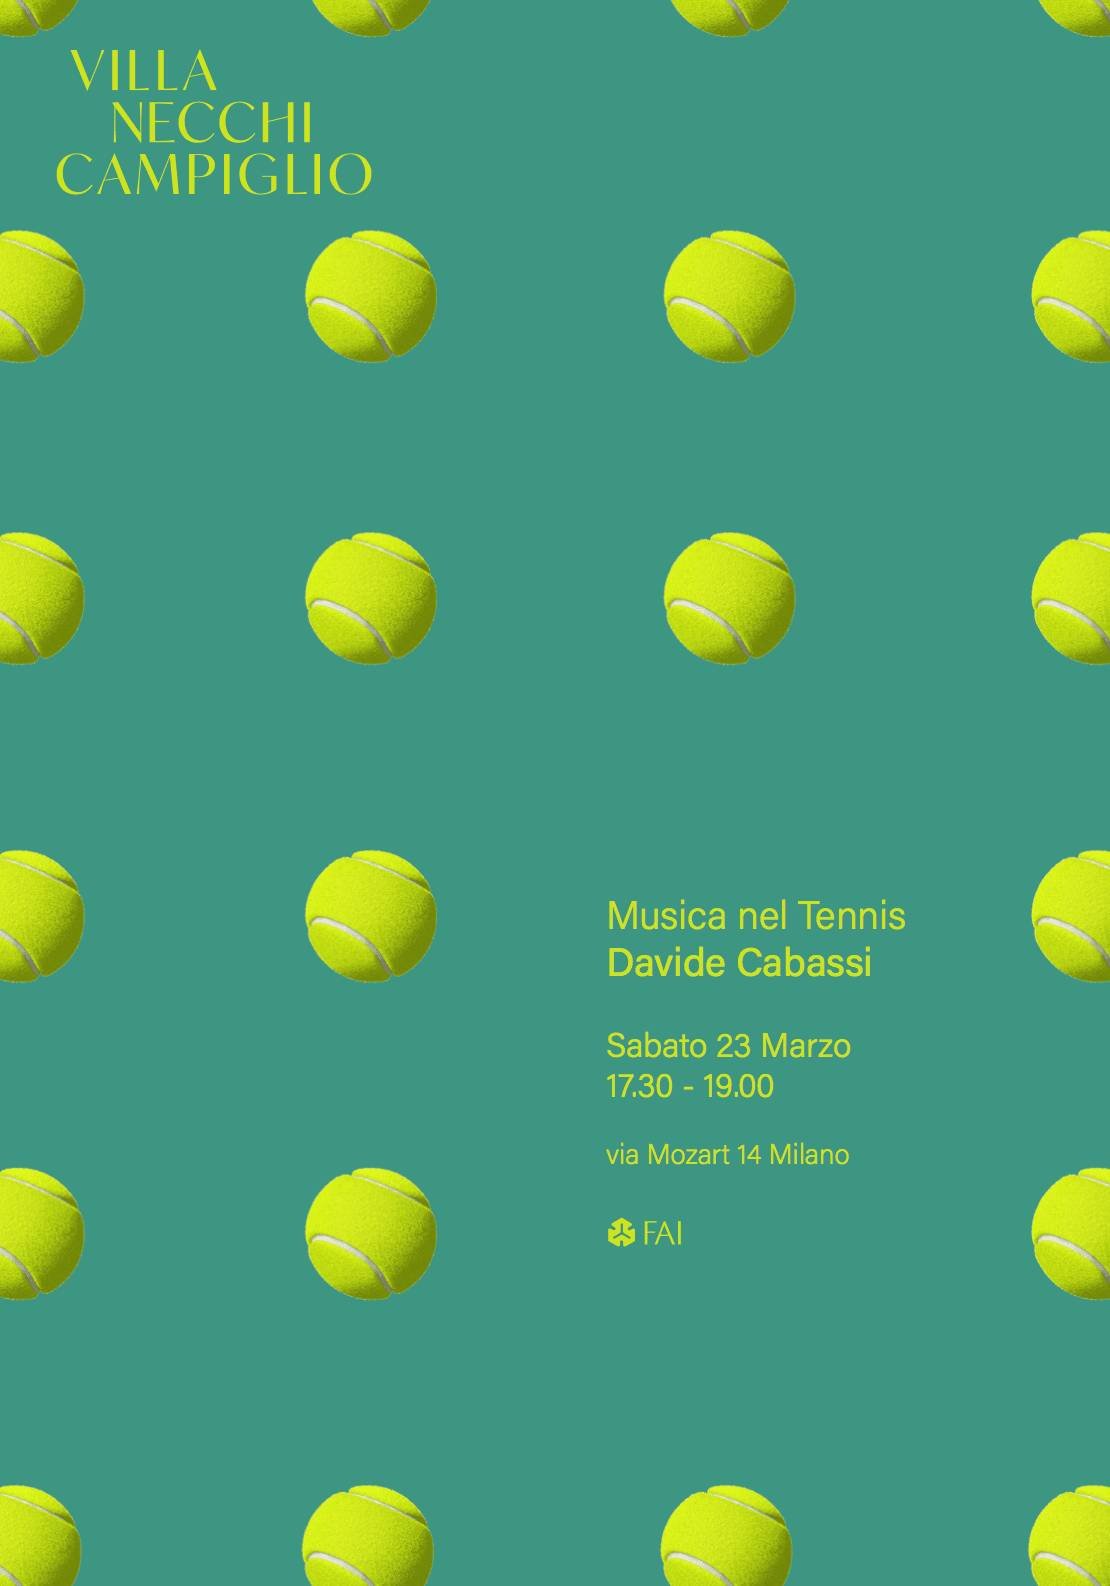 VILLA
NECCHI
CAMPIGLIO
Musica nel Tennis
Davide Cabassi
Sabato 23 Marzo
17.30 - 19.00
via Mozart 14 Milano
FAI